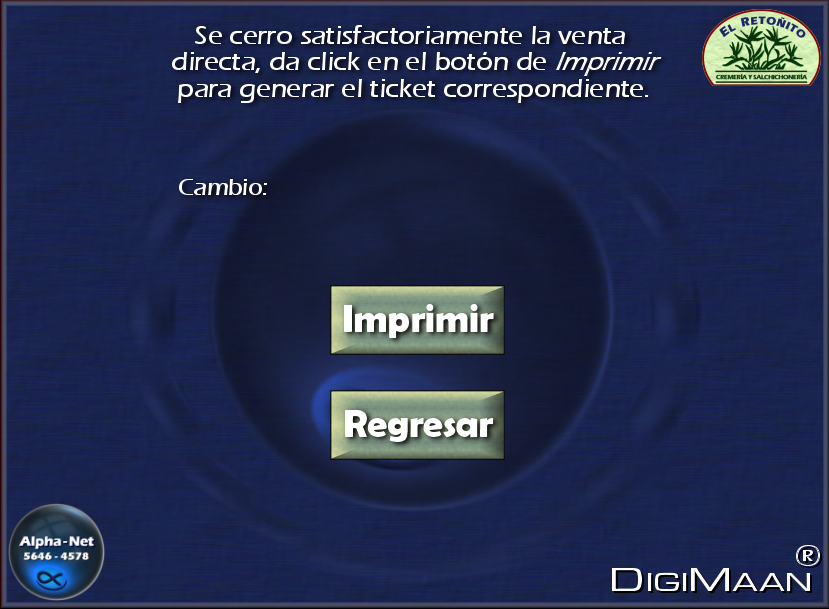 Se cerro satisfactoriamente la venta
directa, da click en el botón de Imprimir
para generar el ticket correspondiente.
EL RETOÑITO
CREMERÍA Y SALCHICHONERÍA
Cambio:
Imprimir
Regresar
Alpha-Net
5646 - 4578
DIGIMAAN ®